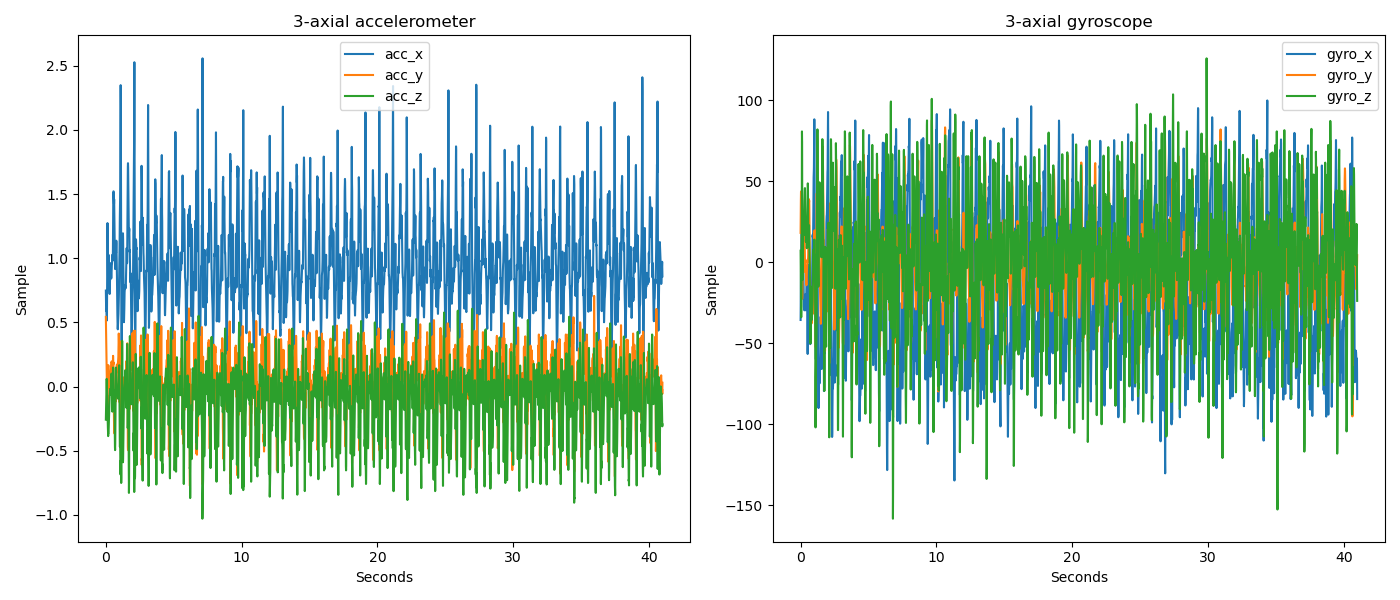 3-axial accelerometer
acc_x
acc_y
acc_z
2.5
2.0
1.5
1.0
0.5
0.0
−0.5
−1.0
Sample
0
10
20
30
40
Seconds
3-axial gyroscope
gyro_x
gyro_y
gyro_z
100
50
0
−50
−100
−150
Sample
0
10
20
30
40
Seconds